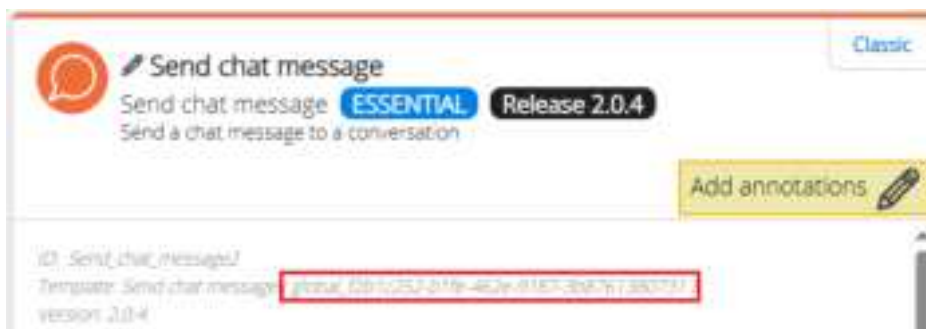 Classic
Send chat message
Send chat message ESSENTIAL Release 2.0.4
Send a chat message to a conversation
Add annotations
ID: Send_chat_message2
Template: Send chat message
version: 2.0.4